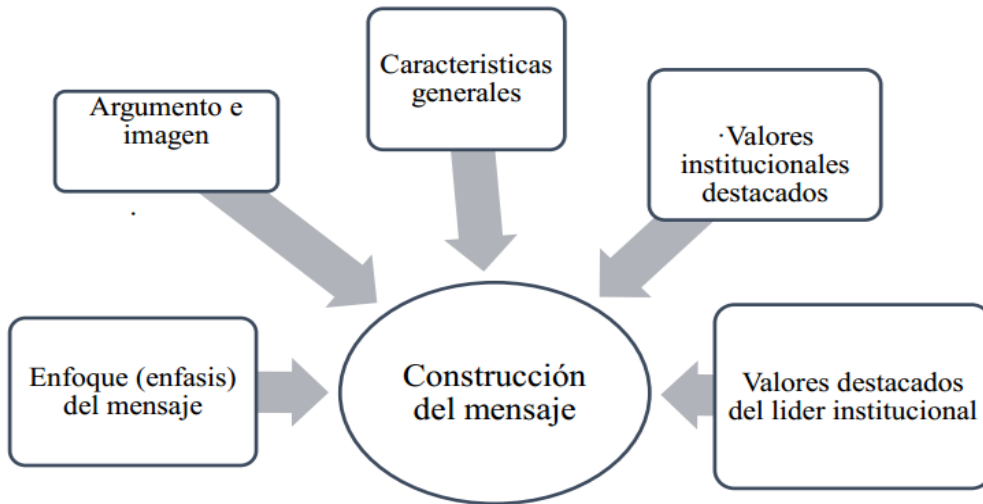 Argumento e
imagen
.
Caracteristicas
generales
·Valores
institucionales
destacados
Enfoque (enfasis)
del mensaje
Construcción
del mensaje
Valores destacados
del lider institucional